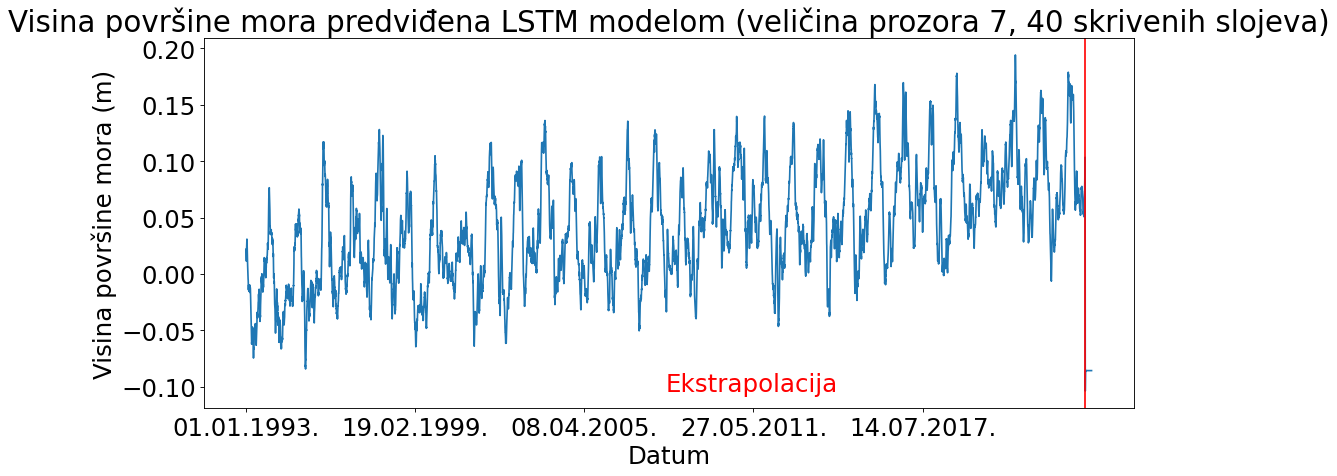 Visina površine mora predviđena LSTM modelom (veličina prozora 7, 40 skrivenih slojeva)
Visina površine mora (m)
0.20
0.15
0.10
0.05
0.00
−0.05
−0.10
Ekstrapolacija
01.01.1993. 19.02.1999. 08.04.2005. 27.05.2011. 14.07.2017.
Datum